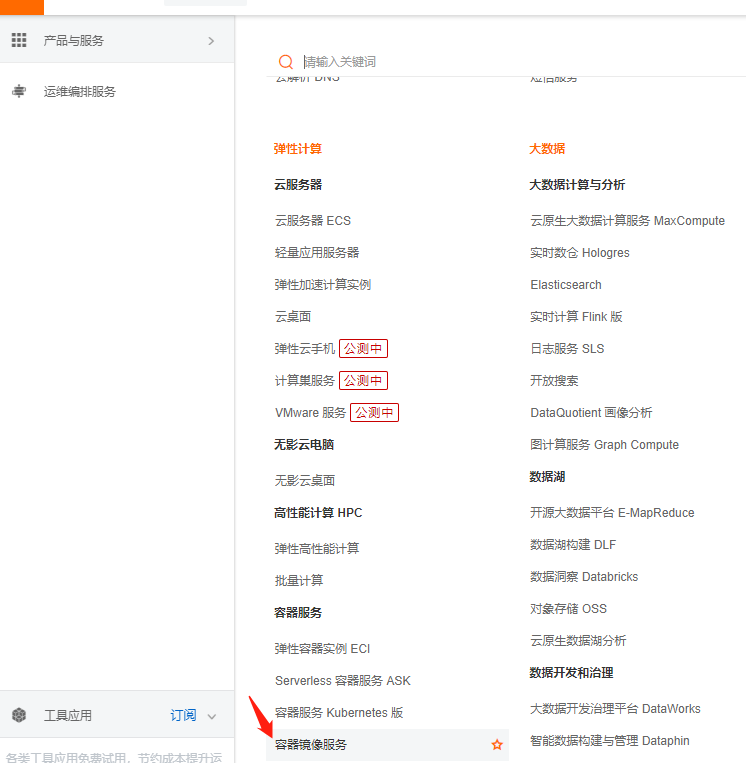 产品与服务
运维编排服务
工具应用 订阅
各类工具应用免费试用，节约成本提升运
请输入关键词
云解析 DNS
弹性计算
云服务器
云服务器 ECS
轻量应用服务器
弹性加速计算实例
云桌面
弹性云手机 公测中
计算巢服务 公测中
VMware 服务 公测中
无影云电脑
无影云桌面
高性能计算 HPC
弹性高性能计算
批量计算
容器服务
弹性容器实例 ECI
Serverless 容器服务 ASK
容器服务 Kubernetes 版
容器镜像服务
短信服务
大数据
大数据计算与分析
云原生大数据计算服务 MaxCompute
实时数仓 Hologres
Elasticsearch
实时计算 Flink 版
日志服务 SLS
开放搜索
DataQuotient 画像分析
图计算服务 Graph Compute
数据湖
开源大数据平台 E-MapReduce
数据湖构建 DLF
数据洞察 Databricks
对象存储 OSS
云原生数据湖分析
数据开发和治理
大数据开发治理平台 DataWorks
智能数据构建与管理 Dataphin